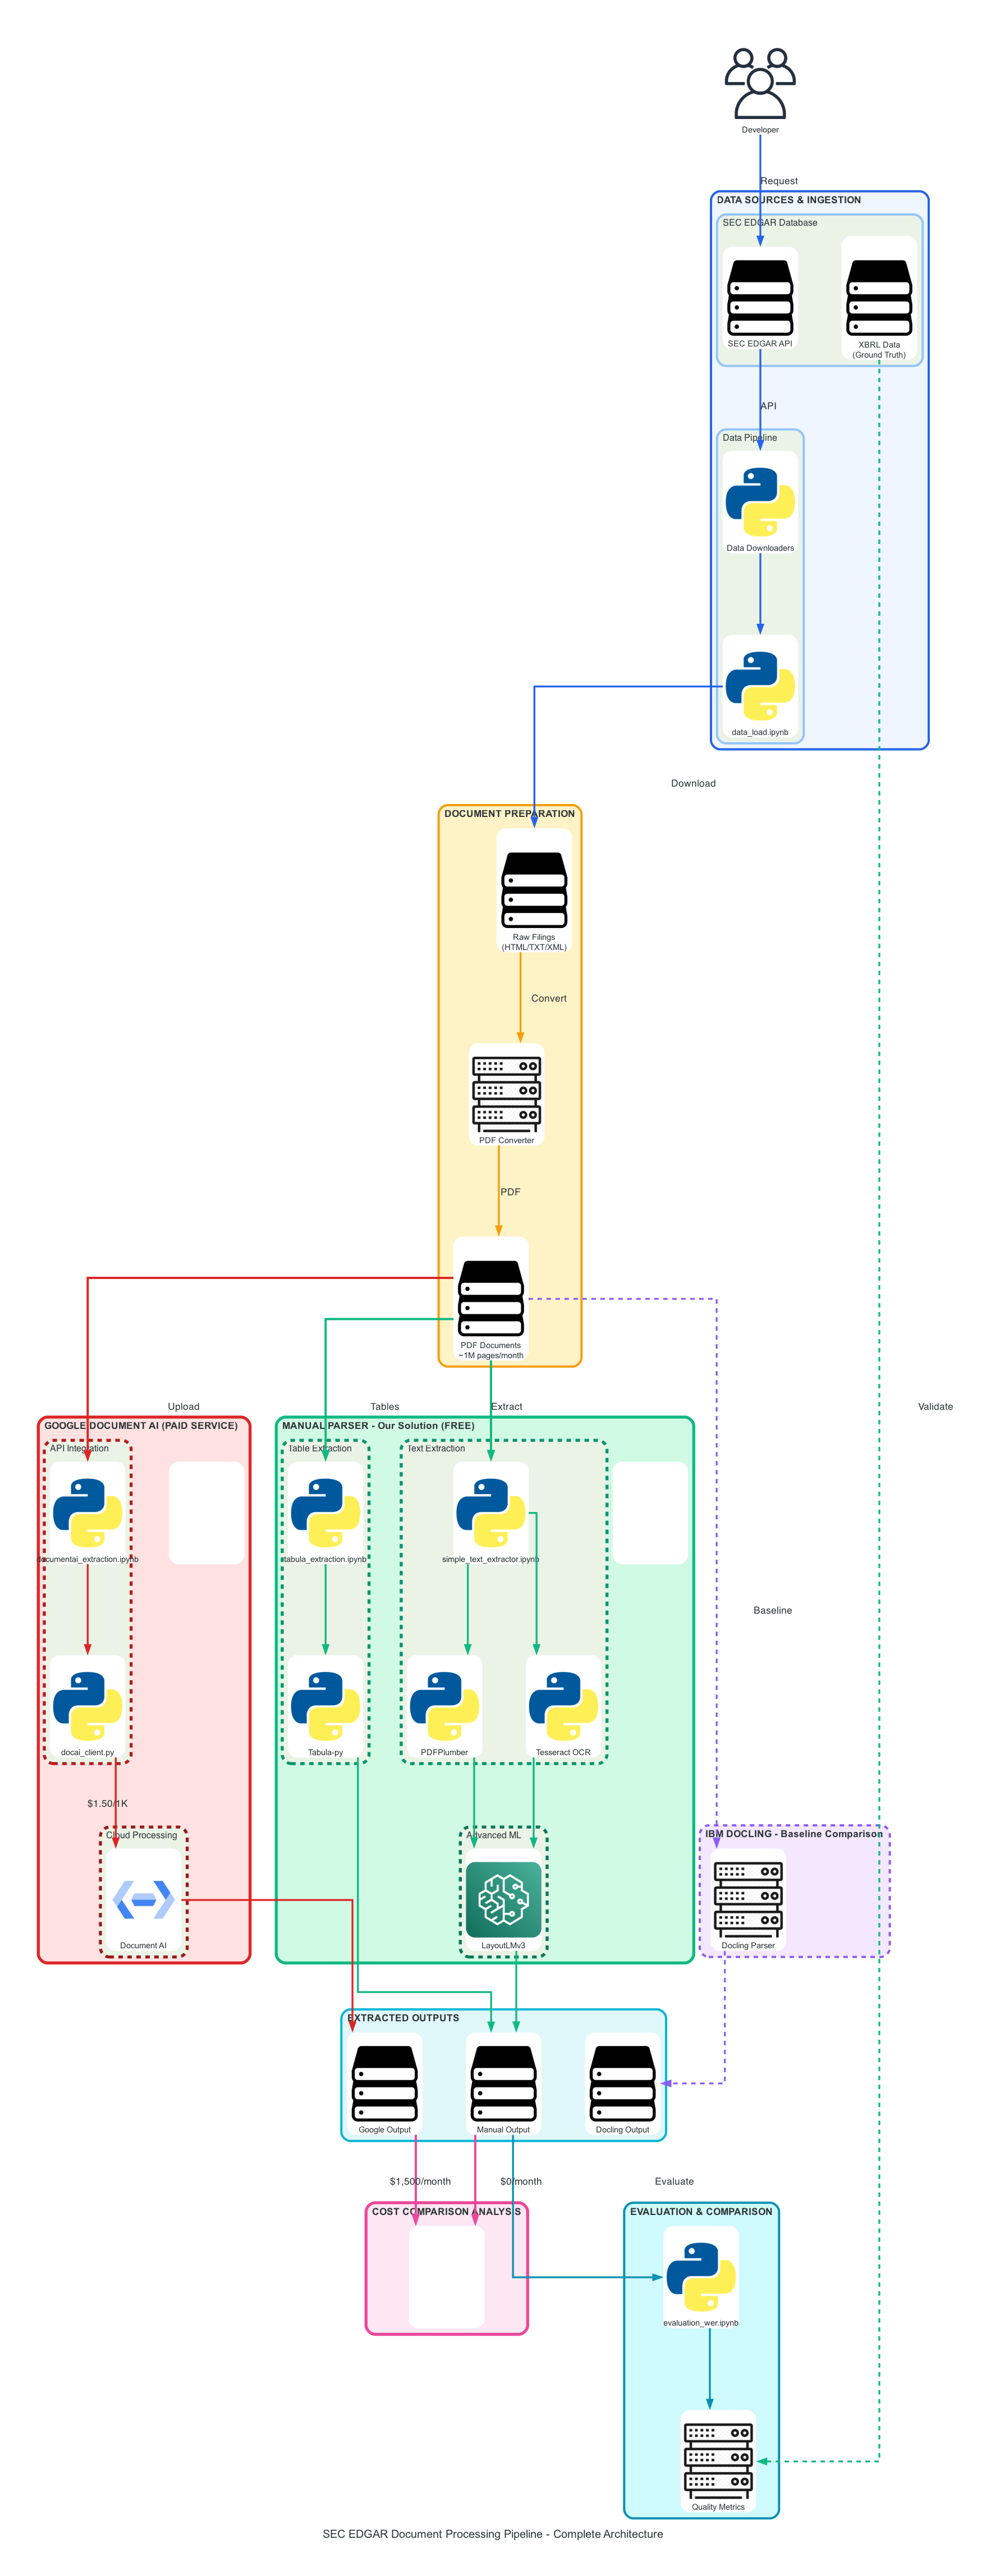 Developer
Request
DATA SOURCES & INGESTION
SEC EDGAR Database
SEC EDGAR API
XBRL Data
(Ground Truth)
API
Data Pipeline
Data Downloaders
data_load.ipynb
Download
DOCUMENT PREPARATION
Raw Filings
(HTML/TXT/XML)
Convert
PDF Converter
PDF
PDF Documents
~1M pages/month
Upload
Tables
Extract
Validate
GOOGLE DOCUMENT AI (PAID SERVICE)
MANUAL PARSER - Our Solution (FREE)
API Integration
Table Extraction
Text Extraction
documentai_extraction.ipynb
tabula_extraction.ipynb
simple_text_extractor.ipynb
Baseline
docai_client.py
Tabula-py
PDFPlumber
Tesseract OCR
$1.50/1K
Cloud Processing
Advanced ML
IBM DOCLING - Baseline Comparison
Document AI
LayoutLMv3
Docling Parser
EXTRACTED OUTPUTS
Google Output
Manual Output
Docling Output
$1,500/month
$0/month
Evaluate
COST COMPARISON ANALYSIS
EVALUATION & COMPARISON
evaluation_wer.ipynb
Quality Metrics
SEC EDGAR Document Processing Pipeline - Complete Architecture